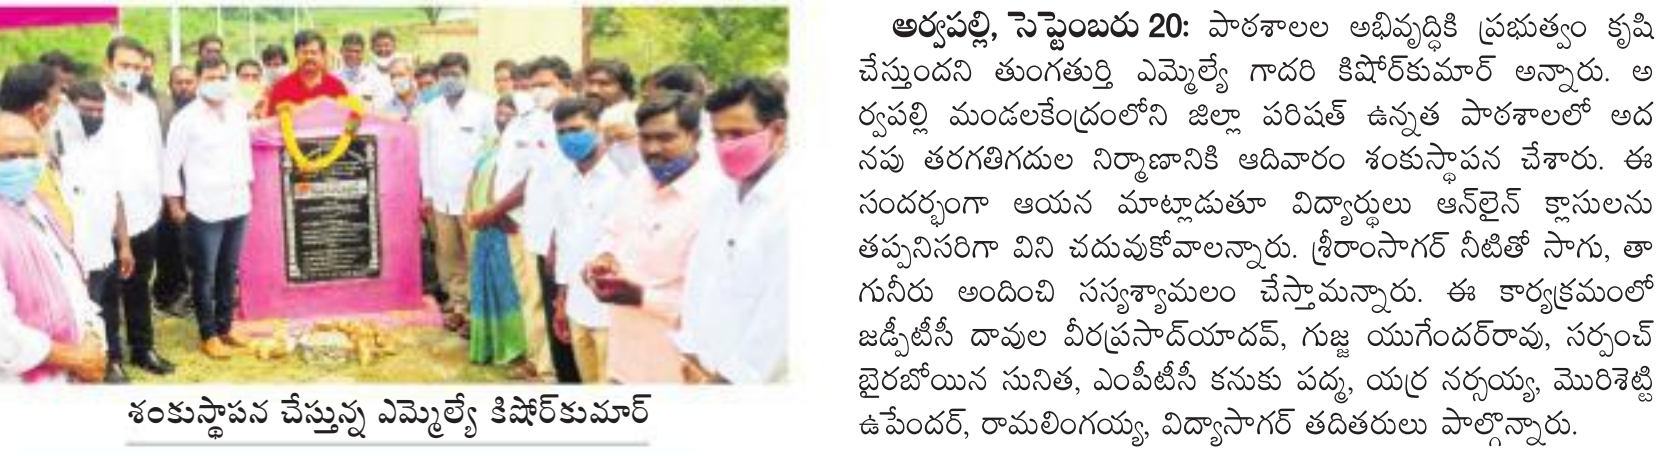 శంకుస్థాపన చేస్తున్న ఎమ్మెల్యే కిషోర్‌కుమార్
అర్వపల్లి, సెప్టెంబరు 20: పాఠశాలల అభివృద్ధికి ప్రభుత్వం కృషి
చేస్తుందని తుంగతుర్తి ఎమ్మెల్యే గాదరి కిషోర్‌కుమార్ అన్నారు. అ
ర్వపల్లి మండలకేంద్రంలోని జిల్లా పరిషత్ ఉన్నత పాఠశాలలో అద
నపు తరగతిగదుల నిర్మాణానికి ఆదివారం శంకుస్థాపన చేశారు. ఈ
సందర్భంగా ఆయన మాట్లాడుతూ విద్యార్థులు ఆన్‌లైన్ క్లాసులను
తప్పనిసరిగా విని చదువుకోవాలన్నారు. శ్రీరాంసాగర్ నీటితో సాగు, తా
గునీరు అందించి సస్యశ్యామలం చేస్తామన్నారు. ఈ కార్యక్రమంలో
జడ్పీటీసీ దావుల వీరప్రసాద్‌యాదవ్, గుజ్జ యుగేందర్‌రావు, సర్పంచ్
బైరబోయిన సునిత, ఎంపీటీసీ కనుకు పద్మ, యర్ర నర్సయ్య, మొరిశెట్టి
ఉపేందర్, రామలింగయ్య, విద్యాసాగర్ తదితరులు పాల్గొన్నారు.